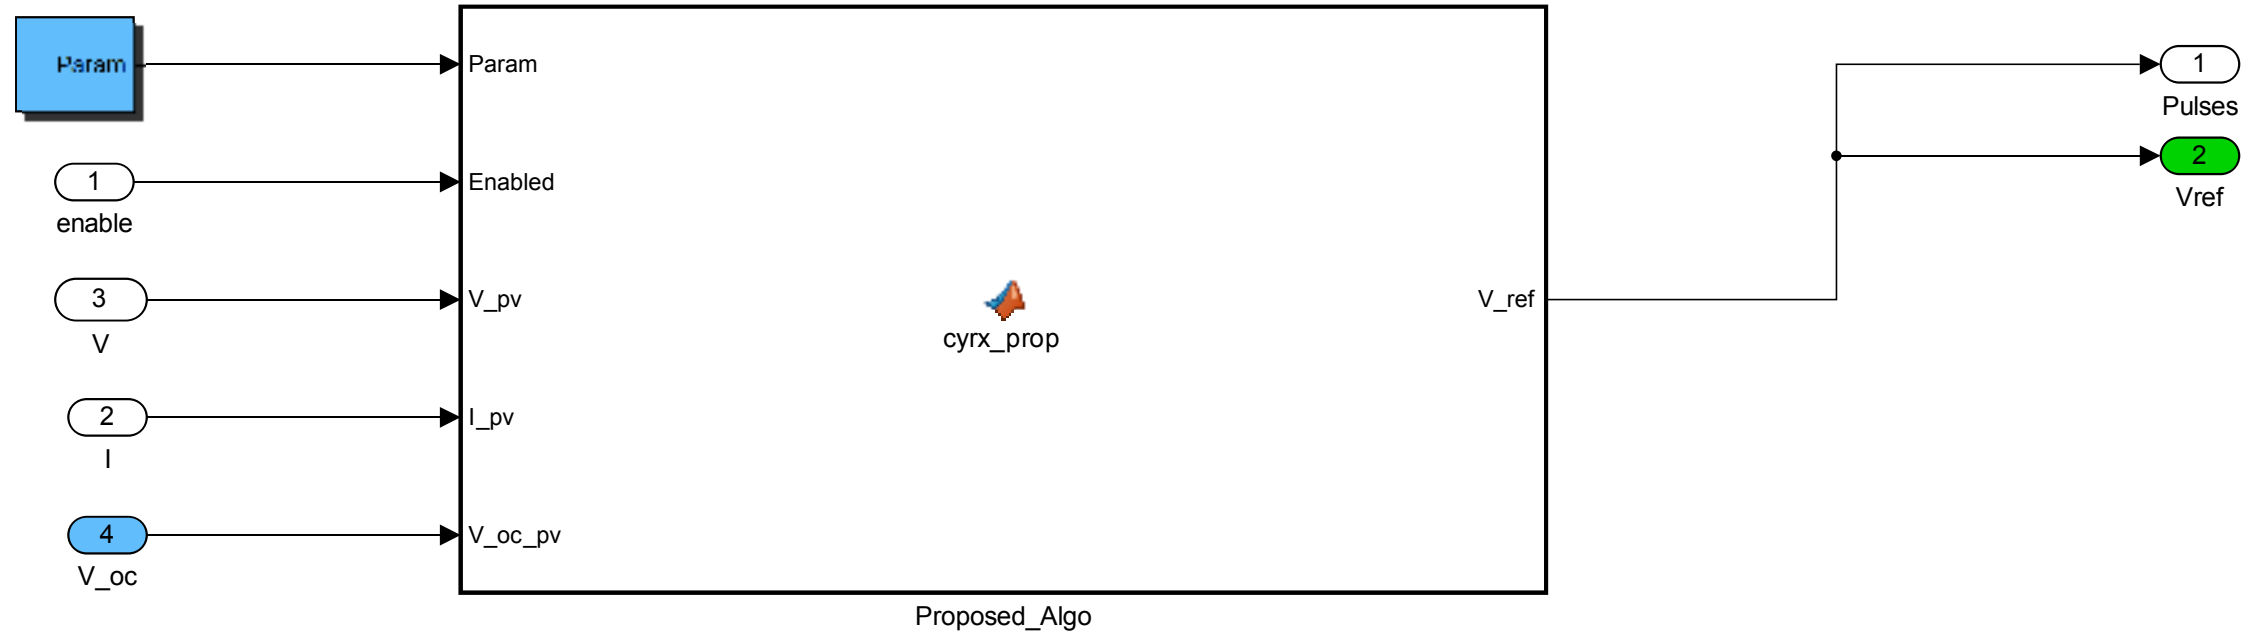 Param
Param
1
Pulses
2
Vref
1
enable
Enabled
3
V
V_pv
cyrx_prop
V_ref
2
I
I_pv
4
V_oc
V_oc_pv
Proposed_Algo